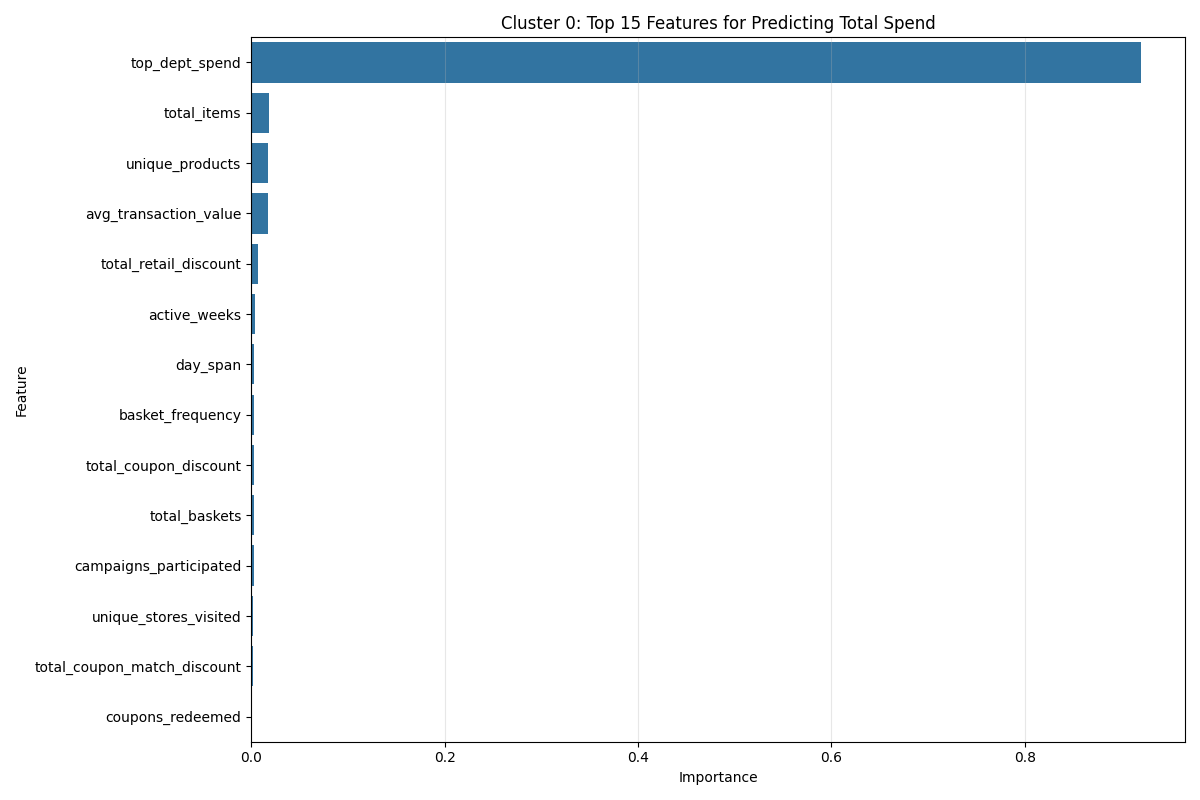 Cluster 0: Top 15 Features for Predicting Total Spend
Feature
top_dept_spend
total_items
unique_products
avg_transaction_value
total_retail_discount
active_weeks
day_span
basket_frequency
total_coupon_discount
total_baskets
campaigns_participated
unique_stores_visited
total_coupon_match_discount
coupons_redeemed
0.0 0.2 0.4 0.6 0.8
Importance